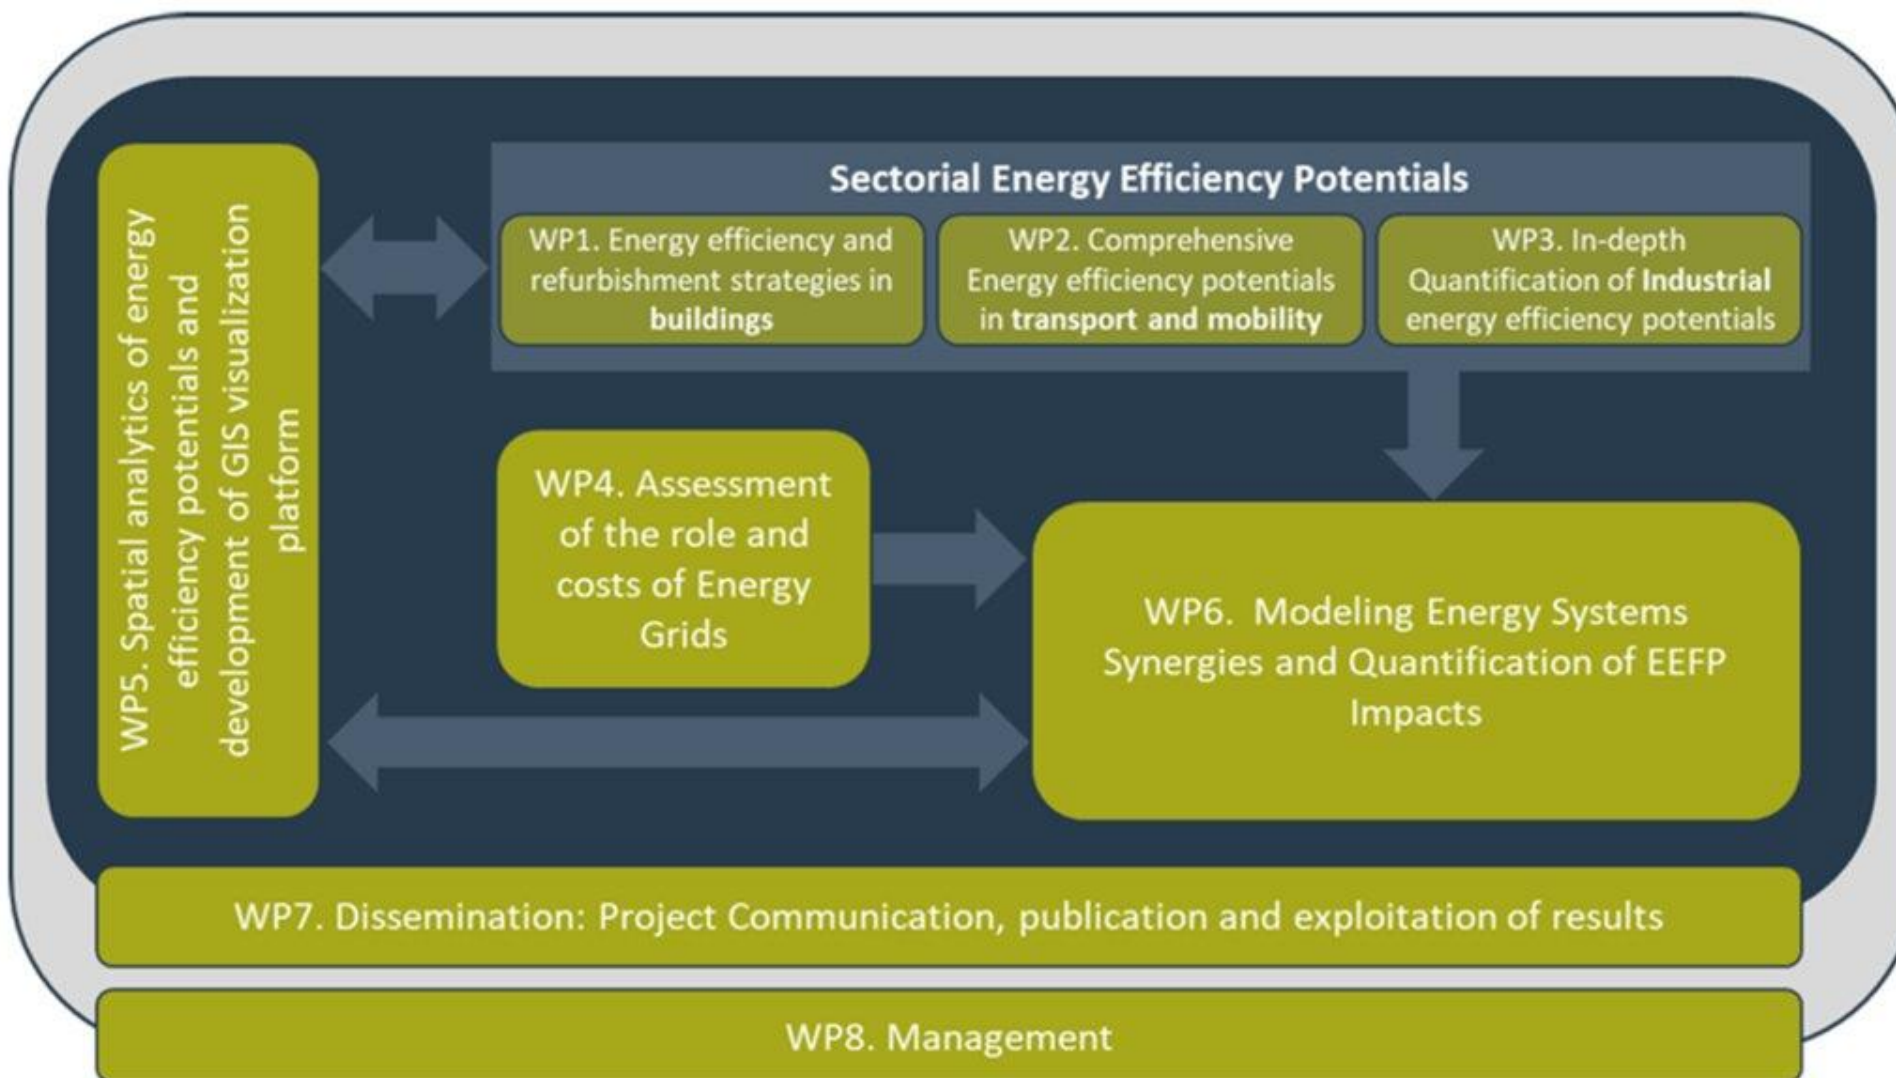 WP5. Spatial analytics of energy
efficiency potentials and
development of GIS visualization
platform
Sectorial Energy Efficiency Potentials
WP1. Energy efficiency and
refurbishment strategies in
buildings
WP2. Comprehensive
Energy efficiency potentials
in transport and mobility
WP3. In-depth
Quantification of Industrial
energy efficiency potentials
WP4. Assessment
of the role and
costs of Energy
Grids
WP6.  Modeling Energy Systems
Synergies and Quantification of EEFP
Impacts
WP7. Dissemination: Project Communication, publication and exploitation of results
WP8. Management